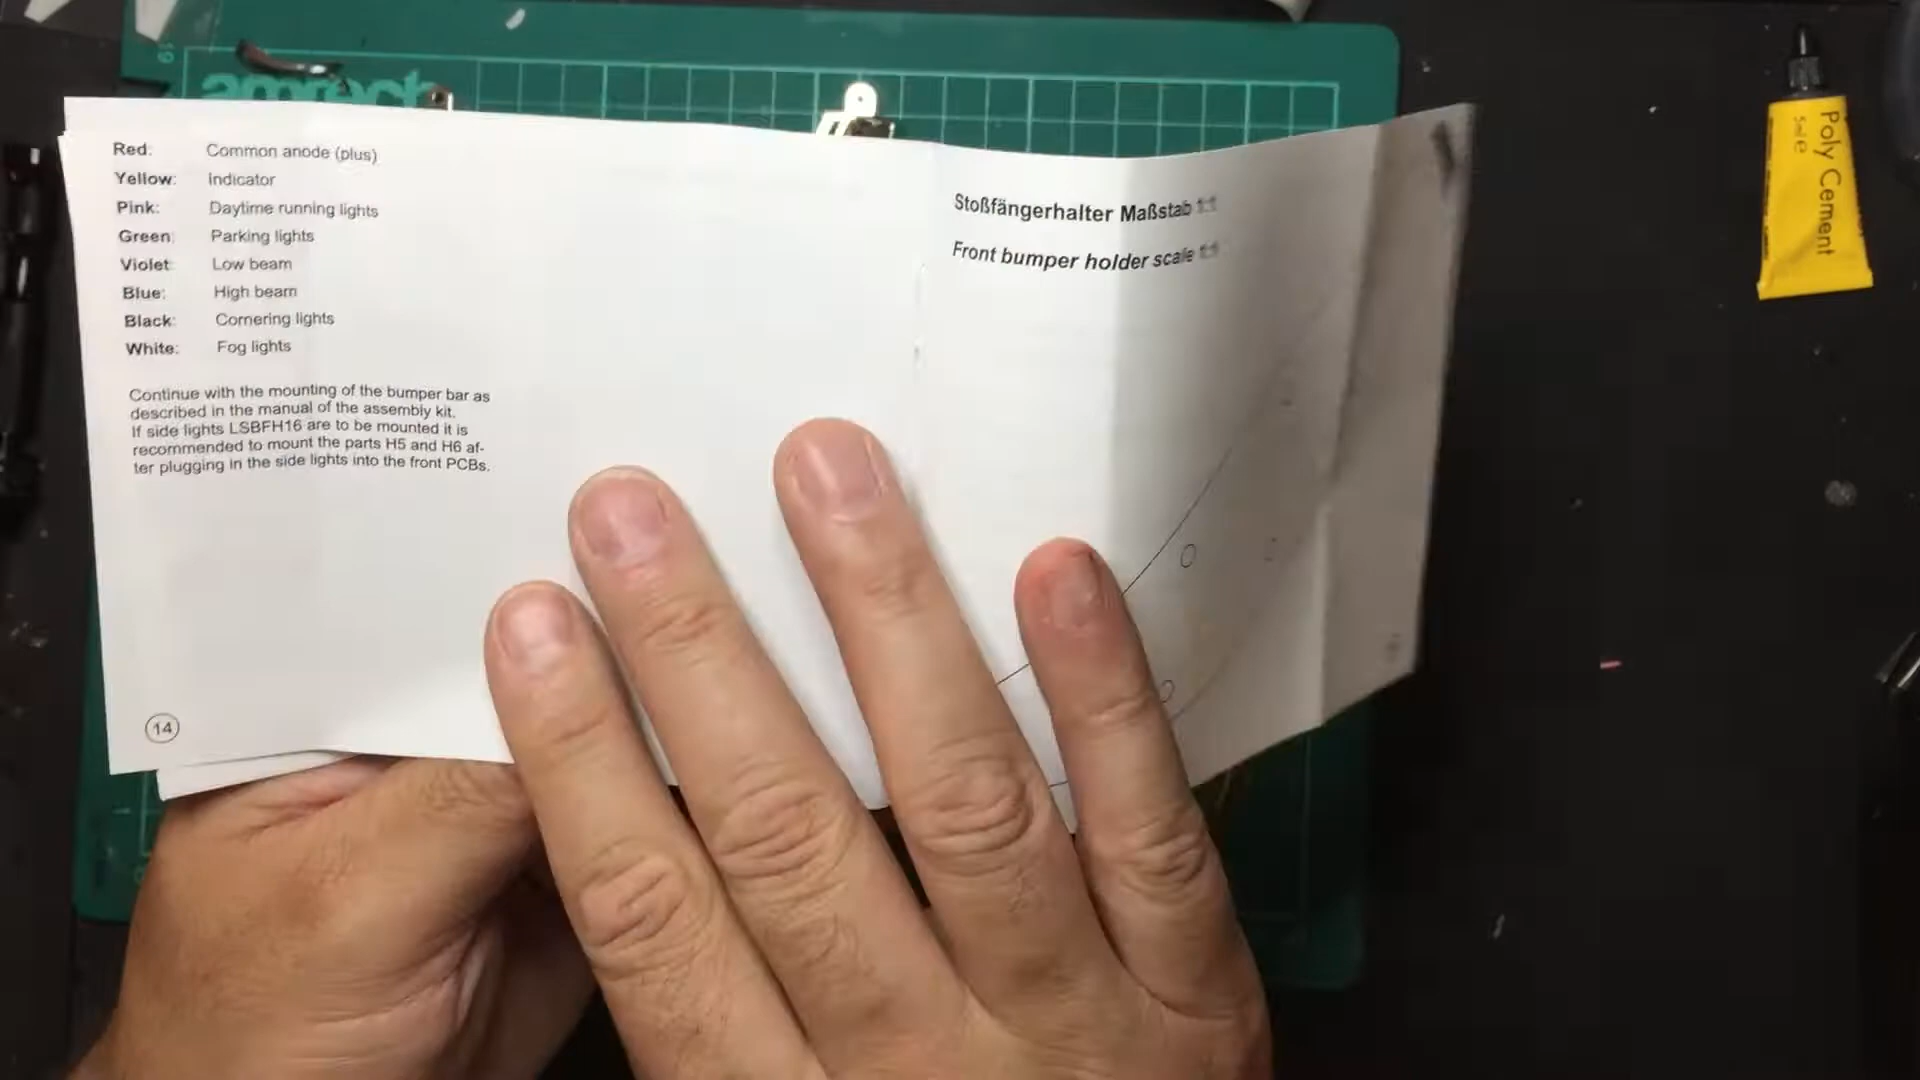 amtech
Red: Common anode (plus)
Yellow: Indicator
Pink: Daytime running lights
Green: Parking lights
Violet: Low beam
Blue: High beam
Black: Cornering lights
White: Fog lights
Continue with the mounting of the bumper bar as
described in the manual of the assembly kit.
If side lights LSBFH16 are to be mounted it is
recommended to mount the parts H5 and H6 af-
ter plugging in the side lights into the front PCBs.
14
Stoßfängerhalter Maßstab 1:1
Front bumper holder scale 1:1
Poly Cement
5ml e